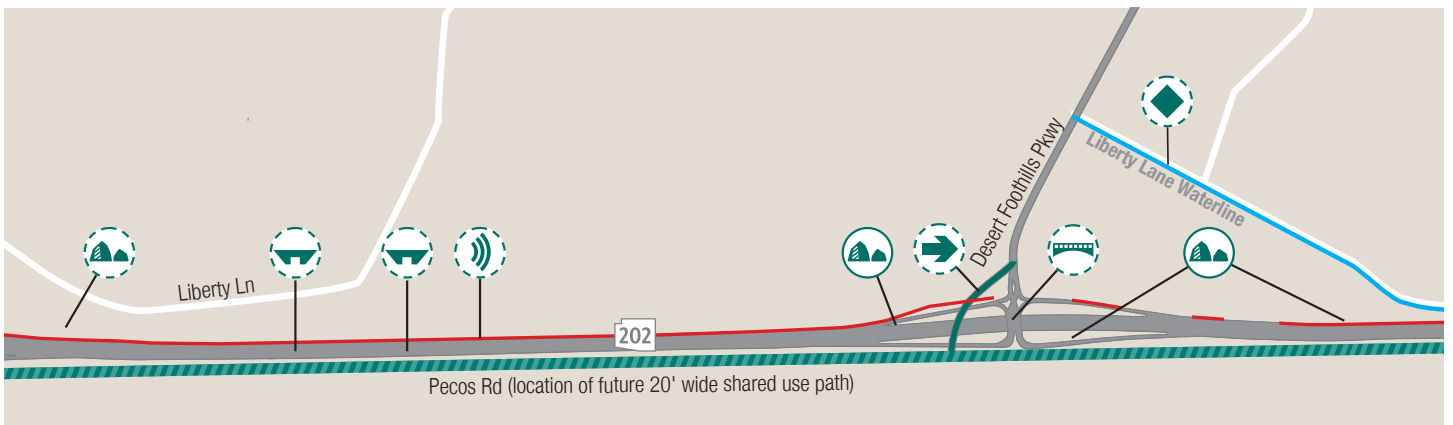 Desert Foothills Pkwy
Liberty Lane Waterline
Liberty Ln
202
Pecos Rd (location of future 20' wide shared use path)